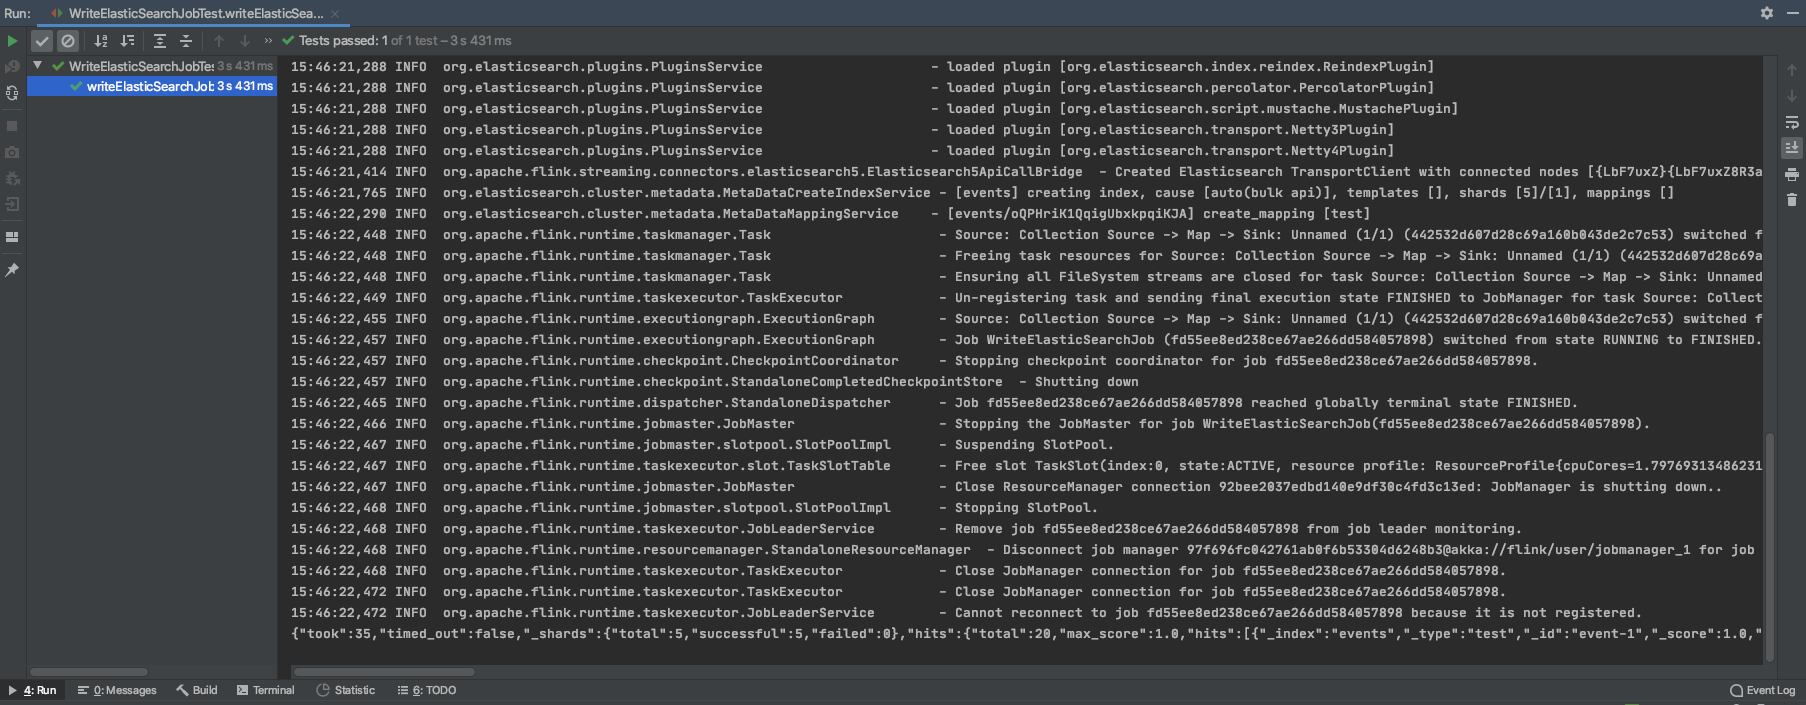 Run: WriteElasticSearchJobTest.writeElasticSea...
Tests passed: 1 of 1 test – 3 s 431 ms
WriteElasticSearchJobTes 3 s 431 ms
writeElasticSearchJob 3 s 431 ms
15:46:21,288 INFO org.elasticsearch.plugins.PluginsService - loaded plugin [org.elasticsearch.index.reindex.ReindexPlugin]
15:46:21,288 INFO org.elasticsearch.plugins.PluginsService - loaded plugin [org.elasticsearch.percolator.PercolatorPlugin]
15:46:21,288 INFO org.elasticsearch.plugins.PluginsService - loaded plugin [org.elasticsearch.script.mustache.MustachePlugin]
15:46:21,288 INFO org.elasticsearch.plugins.PluginsService - loaded plugin [org.elasticsearch.transport.Netty3Plugin]
15:46:21,288 INFO org.elasticsearch.plugins.PluginsService - loaded plugin [org.elasticsearch.transport.Netty4Plugin]
15:46:21,414 INFO org.apache.flink.streaming.connectors.elasticsearch5.Elasticsearch5ApiCallBridge - Created Elasticsearch TransportClient with connected nodes [{LbF7uxZ}{LbF7uxZ8R3a
15:46:21,765 INFO org.elasticsearch.cluster.metadata.MetaDataCreateIndexService - [events] creating index, cause [auto(bulk api)], templates [], shards [5]/[1], mappings []
15:46:22,290 INFO org.elasticsearch.cluster.metadata.MetaDataMappingService - [events/oQPHriK1QqigUbxkpqiKJA] create_mapping [test]
15:46:22,448 INFO org.apache.flink.runtime.taskmanager.Task - Source: Collection Source -> Map -> Sink: Unnamed (1/1) (442532d607d28c69a160b043de2c7c53) switched f
15:46:22,448 INFO org.apache.flink.runtime.taskmanager.Task - Freeing task resources for Source: Collection Source -> Map -> Sink: Unnamed (1/1) (442532d607d28c69a
15:46:22,448 INFO org.apache.flink.runtime.taskmanager.Task - Ensuring all FileSystem streams are closed for task Source: Collection Source -> Map -> Sink: Unnamed
15:46:22,449 INFO org.apache.flink.runtime.taskexecutor.TaskExecutor - Un-registering task and sending final execution state FINISHED to JobManager for task Source: Collect
15:46:22,455 INFO org.apache.flink.runtime.executiongraph.ExecutionGraph - Source: Collection Source -> Map -> Sink: Unnamed (1/1) (442532d607d28c69a160b043de2c7c53) switched f
15:46:22,457 INFO org.apache.flink.runtime.executiongraph.ExecutionGraph - Job WriteElasticSearchJob (fd55ee8ed238ce67ae266dd584057898) switched from state RUNNING to FINISHED.
15:46:22,457 INFO org.apache.flink.runtime.checkpoint.CheckpointCoordinator - Stopping checkpoint coordinator for job fd55ee8ed238ce67ae266dd584057898.
15:46:22,457 INFO org.apache.flink.runtime.checkpoint.StandaloneCompletedCheckpointStore - Shutting down
15:46:22,465 INFO org.apache.flink.runtime.dispatcher.StandaloneDispatcher - Job fd55ee8ed238ce67ae266dd584057898 reached globally terminal state FINISHED.
15:46:22,466 INFO org.apache.flink.runtime.jobmaster.JobMaster - Stopping the JobMaster for job WriteElasticSearchJob(fd55ee8ed238ce67ae266dd584057898).
15:46:22,467 INFO org.apache.flink.runtime.jobmaster.slotpool.SlotPoolImpl - Suspending SlotPool.
15:46:22,467 INFO org.apache.flink.runtime.taskexecutor.slot.TaskSlotTable - Free slot TaskSlot(index:0, state:ACTIVE, resource profile: ResourceProfile{cpuCores=1.79769313486231
15:46:22,467 INFO org.apache.flink.runtime.jobmaster.JobMaster - Close ResourceManager connection 92bee2037edbd140e9df30c4fd3c13ed: JobManager is shutting down..
15:46:22,468 INFO org.apache.flink.runtime.jobmaster.slotpool.SlotPoolImpl - Stopping SlotPool.
15:46:22,468 INFO org.apache.flink.runtime.taskexecutor.JobLeaderService - Remove job fd55ee8ed238ce67ae266dd584057898 from job leader monitoring.
15:46:22,468 INFO org.apache.flink.runtime.resourcemanager.StandaloneResourceManager - Disconnect job manager 97f696fc042761ab0f6b53304d6248b3@akka://flink/user/jobmanager_1 for job
15:46:22,468 INFO org.apache.flink.runtime.taskexecutor.TaskExecutor - Close JobManager connection for job fd55ee8ed238ce67ae266dd584057898.
15:46:22,472 INFO org.apache.flink.runtime.taskexecutor.TaskExecutor - Close JobManager connection for job fd55ee8ed238ce67ae266dd584057898.
15:46:22,472 INFO org.apache.flink.runtime.taskexecutor.JobLeaderService - Cannot reconnect to job fd55ee8ed238ce67ae266dd584057898 because it is not registered.
{"took":35,"timed_out":false,"_shards":{"total":5,"successful":5,"failed":0},"hits":{"total":20,"max_score":1.0,"hits":[{"_index":"events","_type":"test","_id":"event-1","_score":1.0,"
4: Run 0: Messages Build Terminal Statistic 6: TODO Event Log